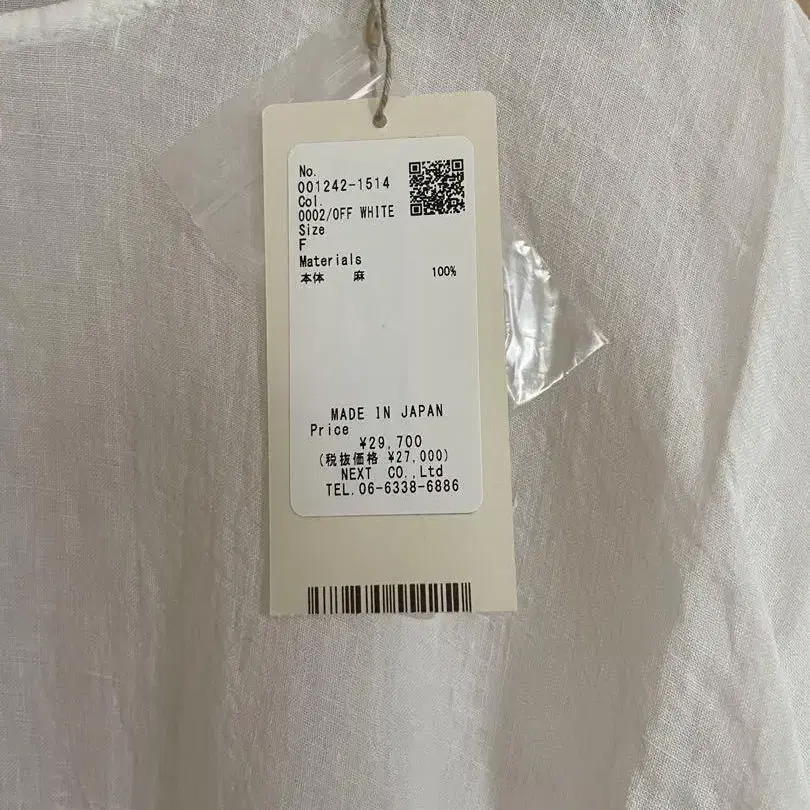 No.
001242-1514
Col.
0002/OFF WHITE
Size
F
Materials
本体 麻 100%
MADE IN JAPAN
Price
¥29,700
(税抜価格 ¥27,000)
NEXT CO.,Ltd
TEL.06-6338-6886